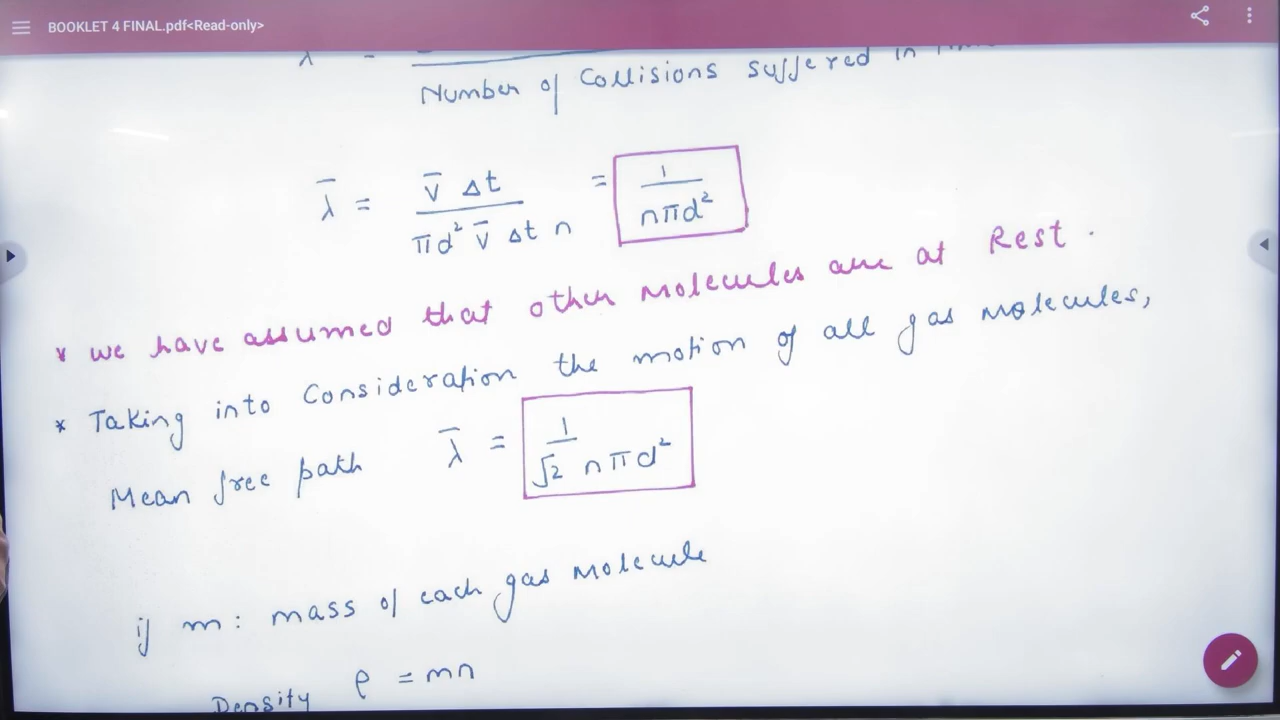 BOOKLET 4 FINAL.pdf<Read-only>
λ =
Number of Collisions suffered in
λ̄ = v̄ Δt / πd² v̄ Δt n = 1 / nπd²
* we have assumed that other molecules are at Rest.
* Taking into Consideration the motion of all gas molecules,
Mean free path λ̄ = 1 / √2 n π d²
if m: mass of each gas molecule
Density ρ = mn